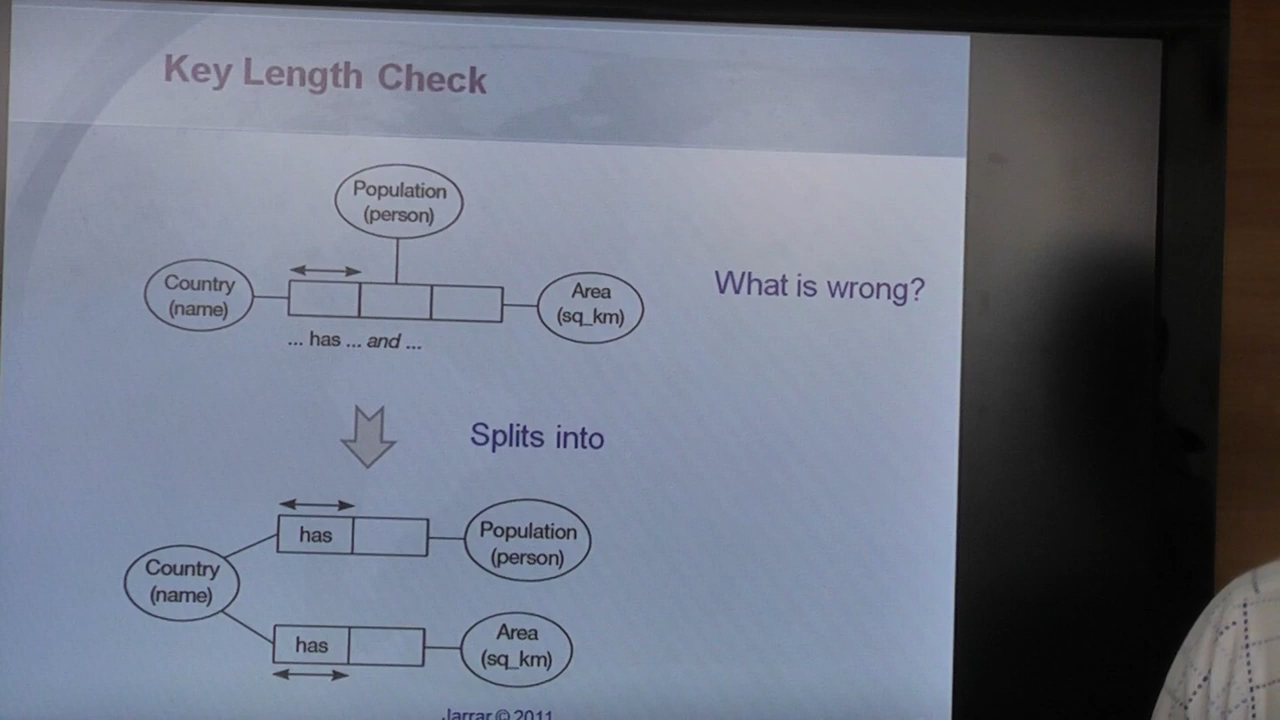 Key Length Check
Population
(person)
Country
(name)
Area
(sq_km)
... has ... and ...
What is wrong?
Splits into
has
Population
(person)
Country
(name)
has
Area
(sq_km)
Jarrar © 2011